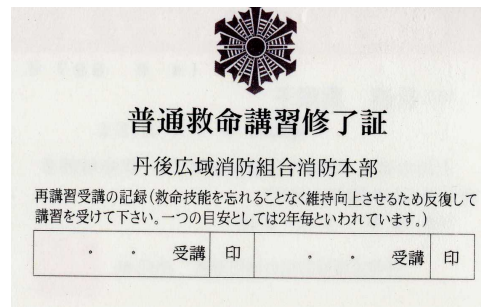 普通救命講習修了証
丹後広域消防組合消防本部
再講習受講の記録(救命技能を忘れることなく維持向上させるため反復して
講習を受けて下さい。一つの目安としては2年毎といわれています。)
・ ・ 受講 印 ・ ・ 受講 印